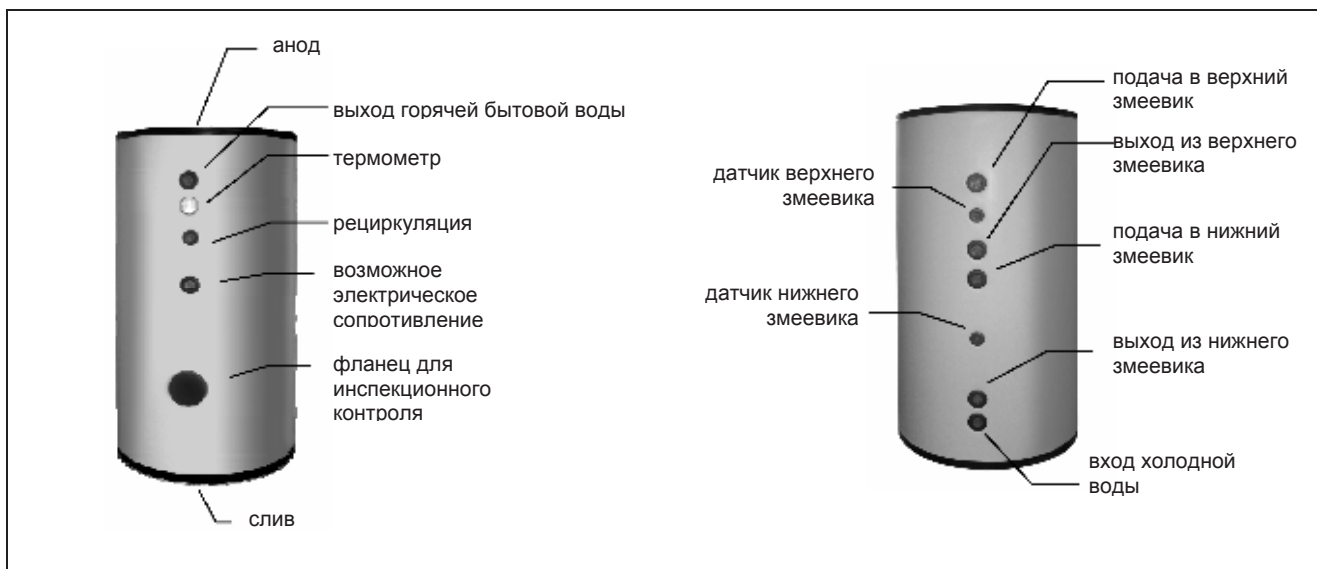 анод
выход горячей бытовой воды
термометр
рециркуляция
возможное
электрическое
сопротивление
фланец для
инспекционного
контроля
слив
подача в верхний
змеевик
выход из верхнего
змеевика
датчик верхнего
змеевика
подача в нижний
змеевик
датчик нижнего
змеевика
выход из нижнего
змеевика
вход холодной
воды